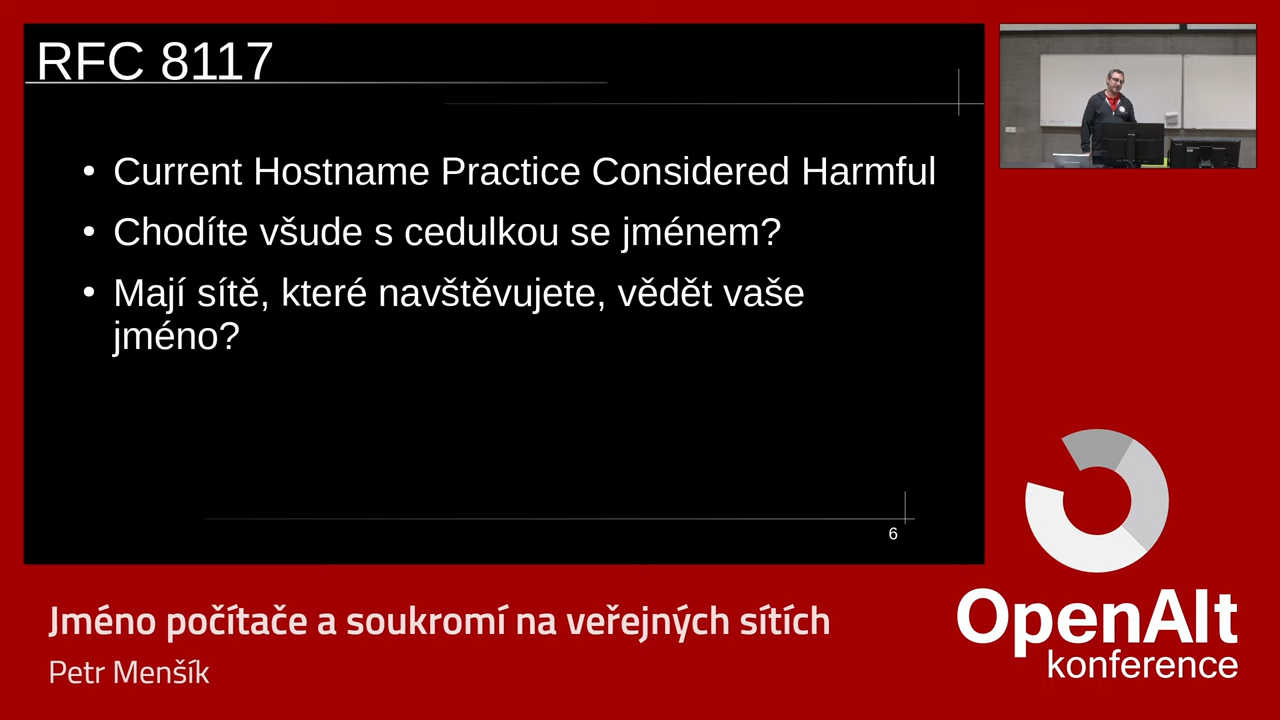 RFC 8117
• Current Hostname Practice Considered Harmful
• Chodíte všude s cedulkou se jménem?
• Mají sítě, které navštěvujete, vědět vaše
jméno?
6
Jméno počítače a soukromí na veřejných sítích
Petr Menšík
OpenAlt
konference